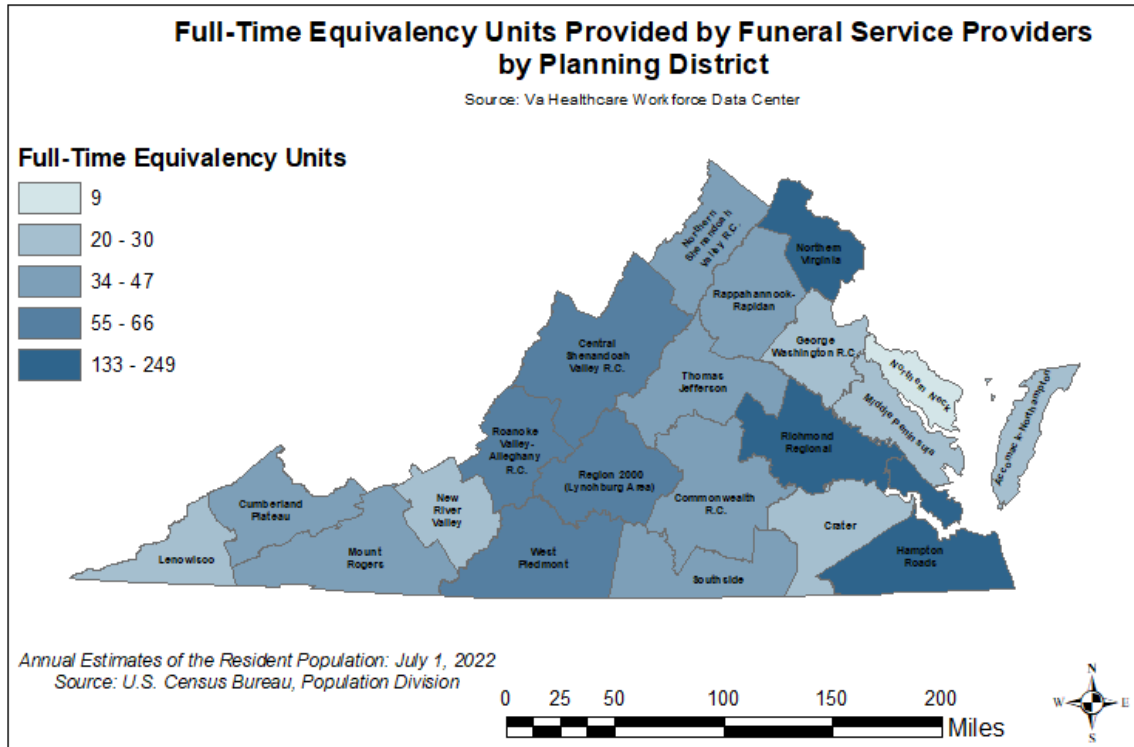 Full-Time Equivalency Units Provided by Funeral Service Providers
by Planning District
Source: Va Healthcare Workforce Data Center
Full-Time Equivalency Units
9
20 - 30
34 - 47
55 - 66
133 - 249
Northern
Shenandoah
Valley R.C.
Northern
Virginia
Rappahannock-
Rapidan
Central
Shenandoah
Valley R.C.
George
Washington R.C.
Northern Neck
Thomas
Jefferson
Middle Peninsula
Accomack-Northampton
Roanoke
Valley-
Alleghany
R.C.
Richmond
Regional
Region 2000
(Lynchburg Area)
Commonwealth
R.C.
Cumberland
Plateau
New
River
Valley
Crater
Lenowisco
Mount
Rogers
West
Piedmont
Southside
Hampton
Roads
Annual Estimates of the Resident Population: July 1, 2022
Source: U.S. Census Bureau, Population Division
0 25 50 100 150 200
Miles
N
W E
S